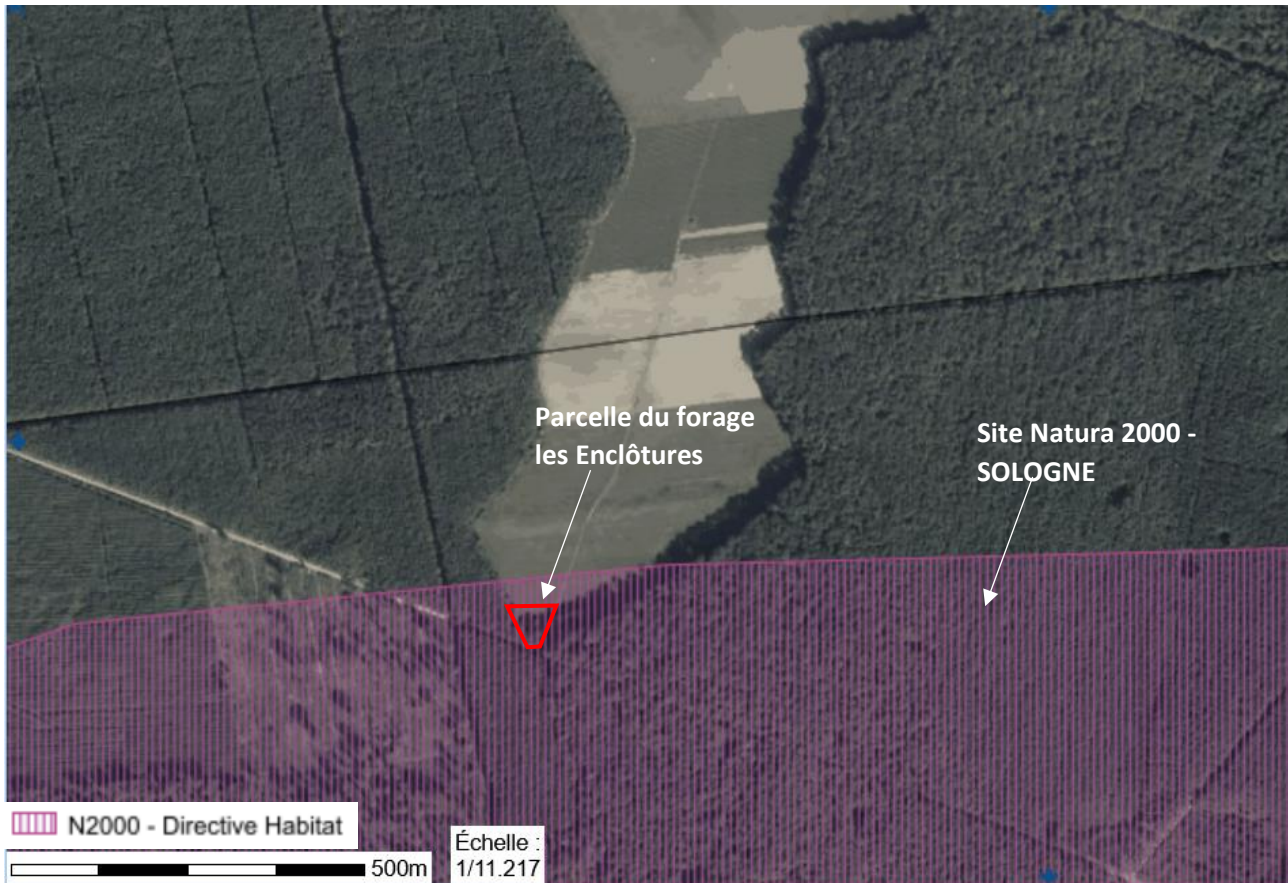 Parcelle du forage
les Enclôtures
Site Natura 2000 -
SOLOGNE
N2000 - Directive Habitat
500m
Échelle :
1/11.217